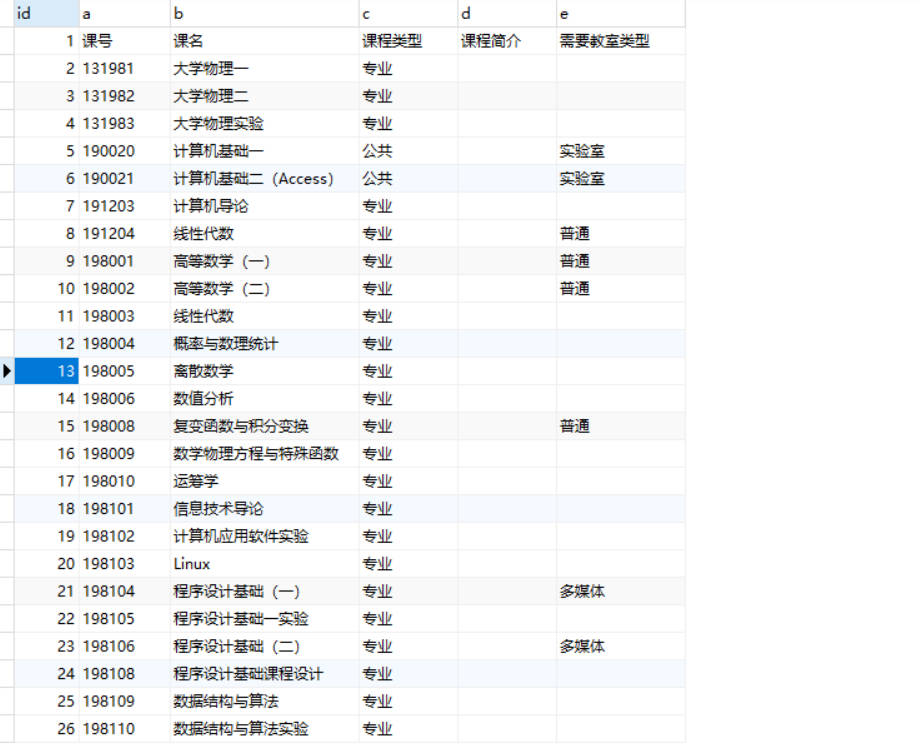 id a b c d e
1 课号 课名 课程类型 课程简介 需要教室类型
2 131981 大学物理一 专业
3 131982 大学物理二 专业
4 131983 大学物理实验 专业
5 190020 计算机基础一 公共 实验室
6 190021 计算机基础二（Access） 公共 实验室
7 191203 计算机导论 专业
8 191204 线性代数 专业 普通
9 198001 高等数学（一） 专业 普通
10 198002 高等数学（二） 专业 普通
11 198003 线性代数 专业
12 198004 概率与数理统计 专业
13 198005 离散数学 专业
14 198006 数值分析 专业
15 198008 复变函数与积分变换 专业 普通
16 198009 数学物理方程与特殊函数 专业
17 198010 运筹学 专业
18 198101 信息技术导论 专业
19 198102 计算机应用软件实验 专业
20 198103 Linux 专业
21 198104 程序设计基础（一） 专业 多媒体
22 198105 程序设计基础一实验 专业
23 198106 程序设计基础（二） 专业 多媒体
24 198108 程序设计基础课程设计 专业
25 198109 数据结构与算法 专业
26 198110 数据结构与算法实验 专业